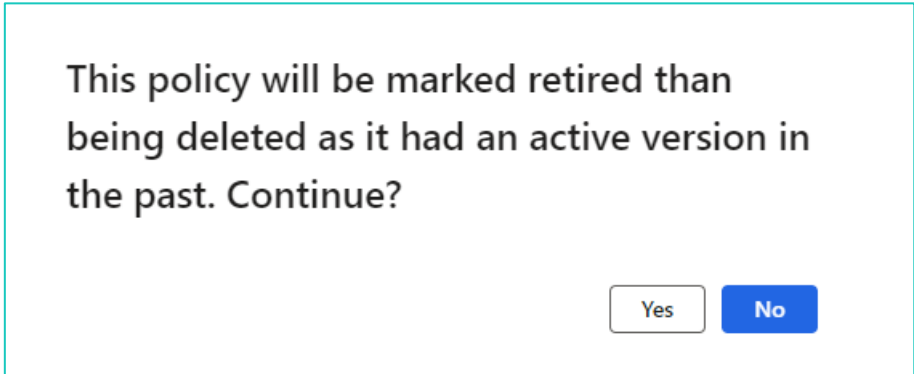 This policy will be marked retired than
being deleted as it had an active version in
the past. Continue?
Yes No